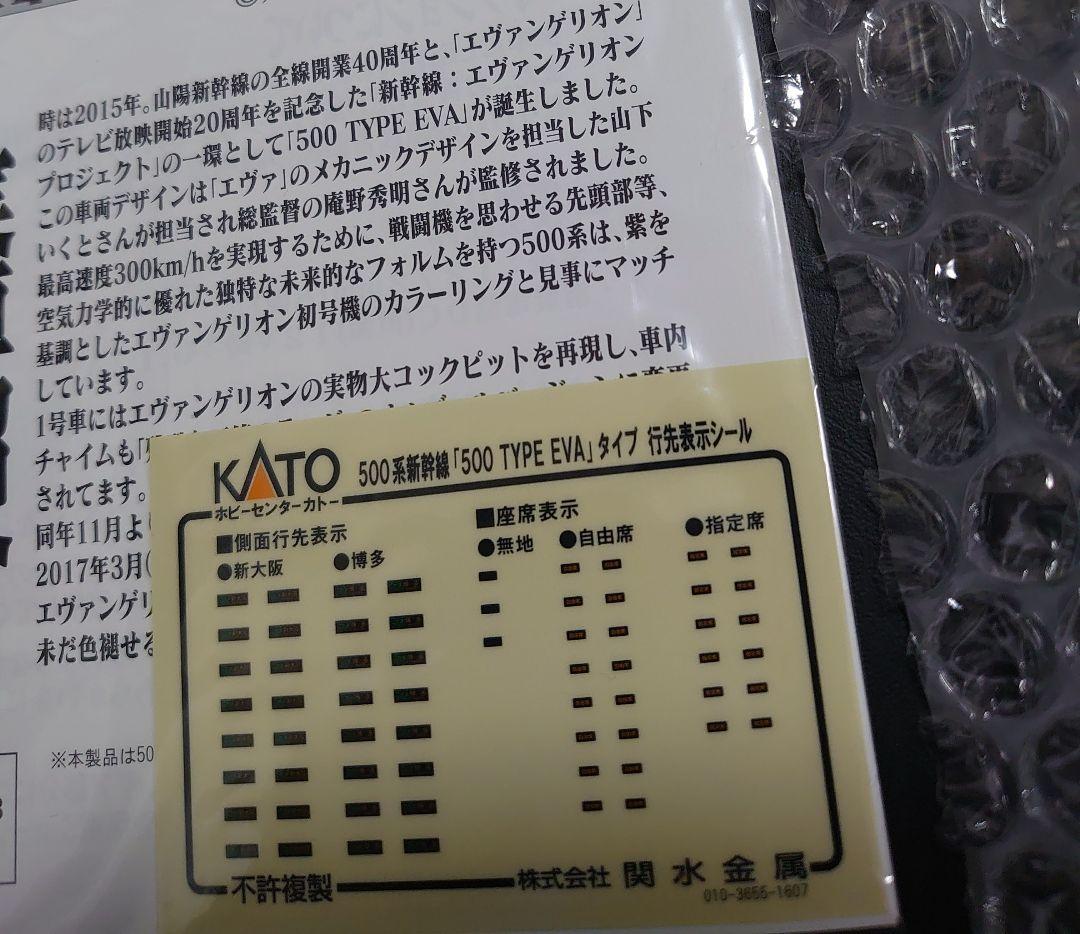 時は2015年。山陽新幹線の全線開業40周年と、「エヴァンゲリオン」
のテレビ放映開始20周年を記念した「新幹線：エヴァンゲリオン
プロジェクト」の一環として「500 TYPE EVA」が誕生しました。
この車両デザインは「エヴァ」のメカニックデザインを担当した山下
いくとさんが担当され総監督の庵野秀明さんが監修されました。
最高速度300km/hを実現するために、戦闘機を思わせる先頭部等、
空気力学的に優れた独特な未来的なフォルムを持つ500系は、紫を
基調としたエヴァンゲリオン初号機のカラーリングと見事にマッチ
しています。
1号車にはエヴァンゲリオンの実物大コックピットを再現し、車内
チャイムも「
されてます。
同年11月よ
2017年3月(
エヴァンゲリ
未だ色褪せる
※本製品は50
KATO
ホビーセンターカトー
500系新幹線「500 TYPE EVA」タイプ 行先表示シール
■側面行先表示
●新大阪 ●博多
■座席表示
●無地 ●自由席 ●指定席
不許複製
株式会社 関水金属
010-3655-1607